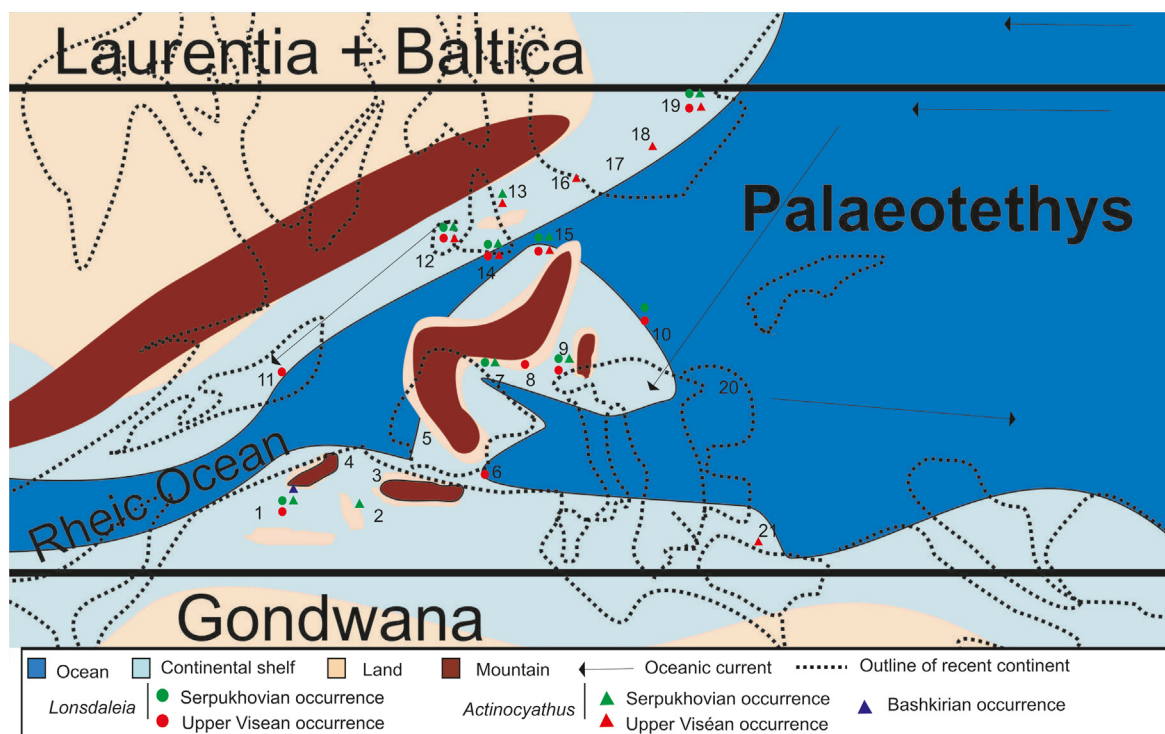 Laurentia + Baltica
19
18
17
16
13
Palaeotethys
12
15
14
10
9
11
7
8
20
5
Rheic Ocean
4
6
3
1
2
21
Gondwana
Ocean
Continental shelf
Land
Mountain
Oceanic current
Outline of recent continent
Lonsdaleia
Serpukhovian occurrence
Upper Visean occurrence
Actinocyathus
Serpukhovian occurrence
Upper Viséan occurrence
Bashkirian occurrence